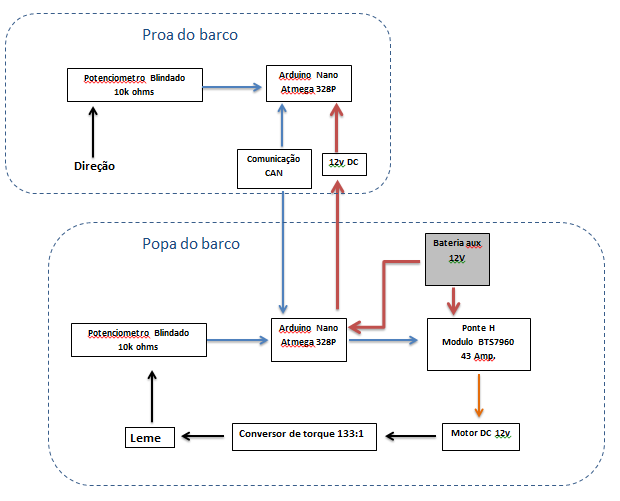 Proa do barco
Potenciometro Blindado
10k ohms
Arduino Nano
Atmega 328P
Direção
Comunicação
CAN
12v DC
Popa do barco
Bateria aux
12V
Potenciometro Blindado
10k ohms
Arduino Nano
Atmega 328P
Ponte H
Modulo BTS7960
43 Amp.
Leme
Conversor de torque 133:1
Motor DC 12v